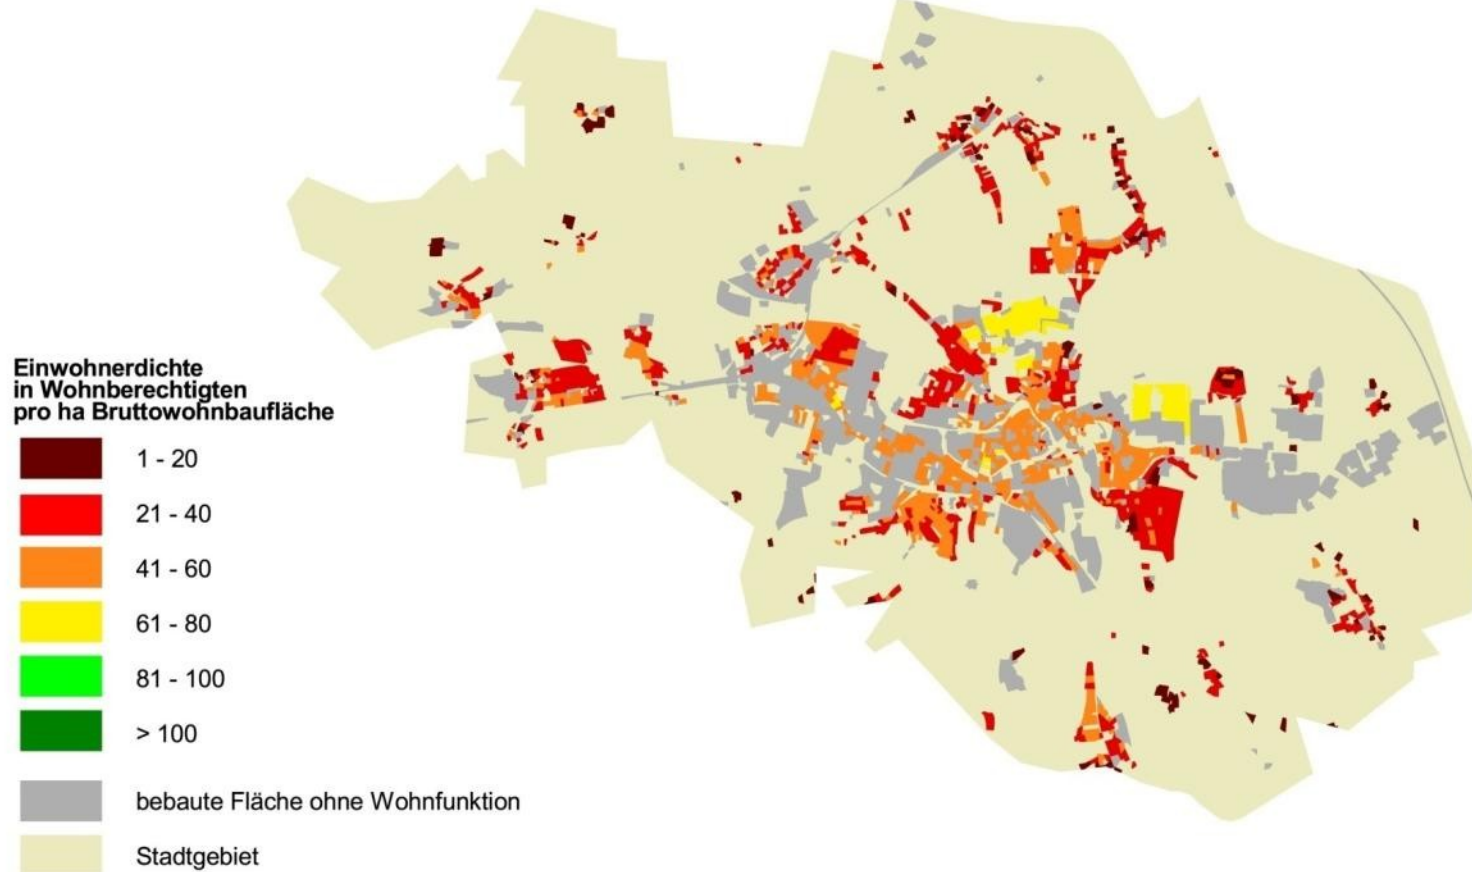 Einwohnerdichte
in Wohnberechtigten
pro ha Bruttowohnbaufläche
1 - 20
21 - 40
41 - 60
61 - 80
81 - 100
> 100
bebaute Fläche ohne Wohnfunktion
Stadtgebiet